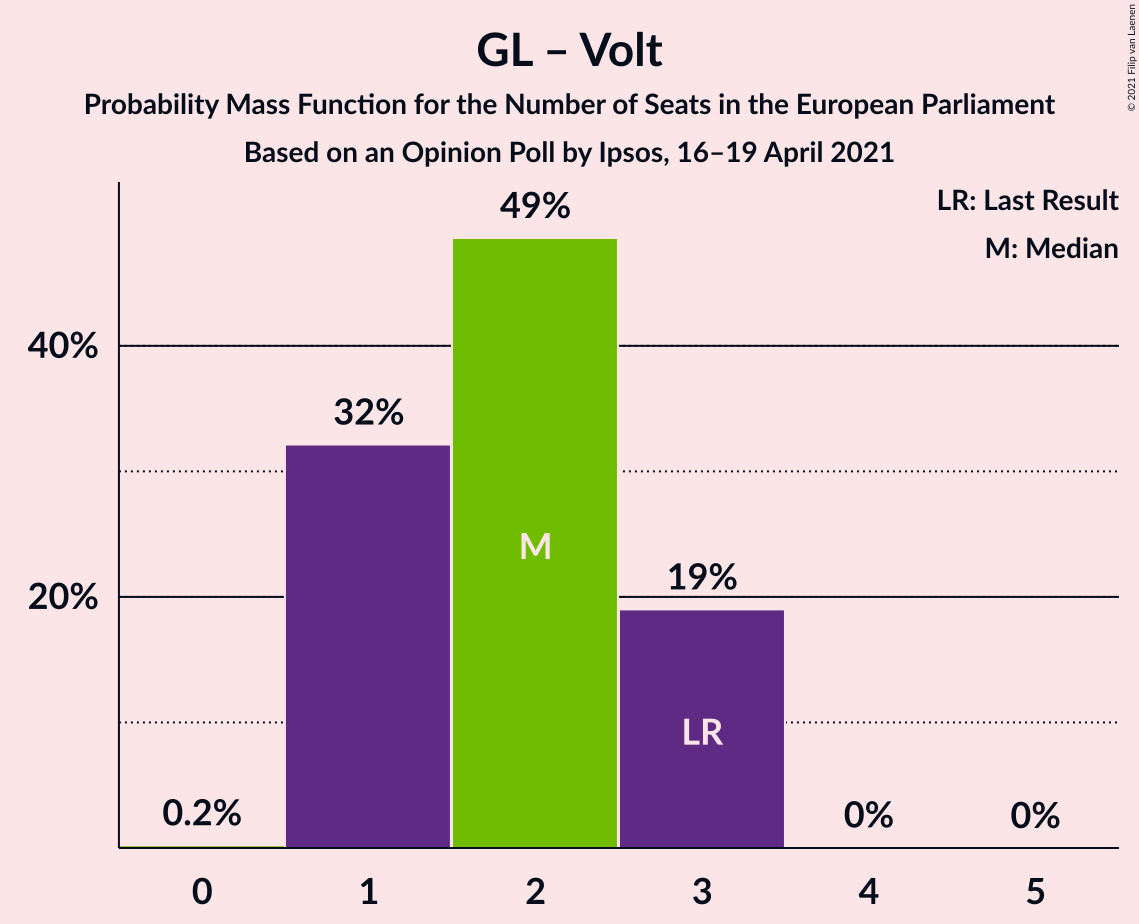 GL – Volt
Probability Mass Function for the Number of Seats in the European Parliament
Based on an Opinion Poll by Ipsos, 16–19 April 2021
© 2021 Filip van Laenen
LR: Last Result
M: Median
49%
40%
32%
M
20%
19%
LR
0.2%
0%
0%
0 1 2 3 4 5